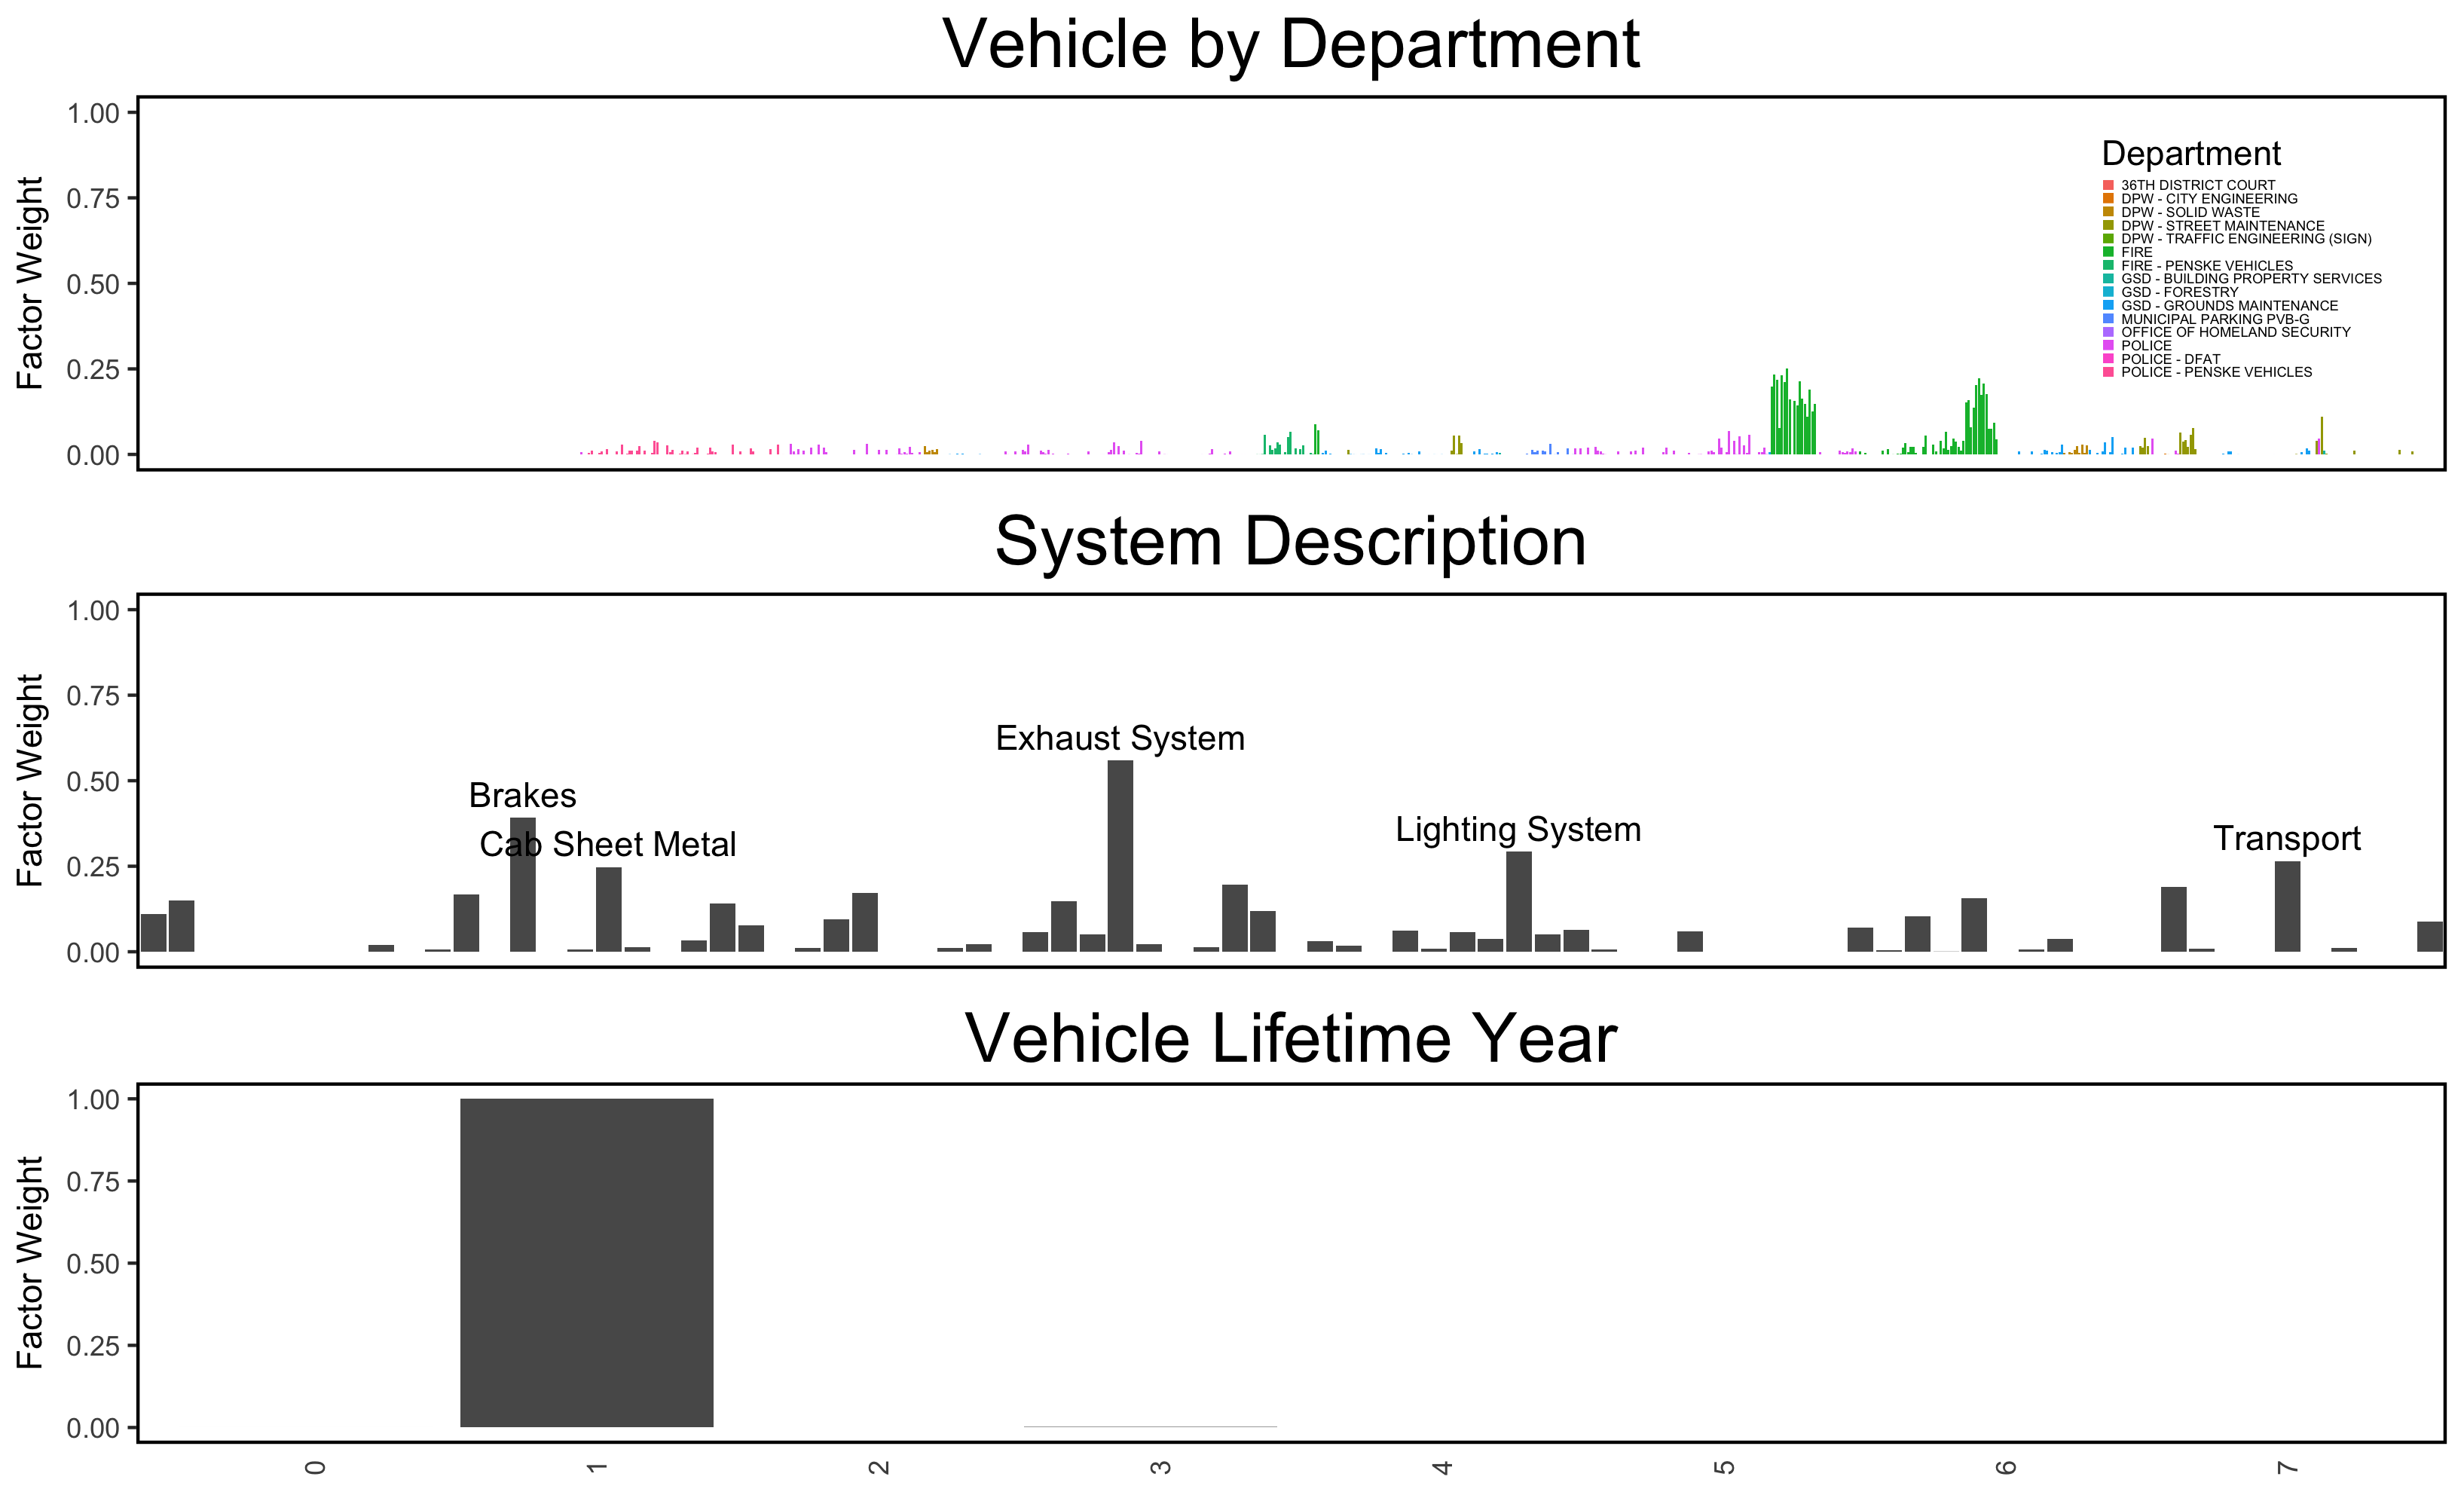 Vehicle by Department
Factor Weight
1.00
0.75
0.50
0.25
0.00
Department
36TH DISTRICT COURT
DPW - CITY ENGINEERING
DPW - SOLID WASTE
DPW - STREET MAINTENANCE
DPW - TRAFFIC ENGINEERING (SIGN)
FIRE
FIRE - PENSKE VEHICLES
GSD - BUILDING PROPERTY SERVICES
GSD - FORESTRY
GSD - GROUNDS MAINTENANCE
MUNICIPAL PARKING PVB-G
OFFICE OF HOMELAND SECURITY
POLICE
POLICE - DFAT
POLICE - PENSKE VEHICLES
System Description
Factor Weight
1.00
0.75
0.50
0.25
0.00
Exhaust System
Brakes
Cab Sheet Metal
Lighting System
Transport
Vehicle Lifetime Year
Factor Weight
1.00
0.75
0.50
0.25
0.00
0 1 2 3 4 5 6 7